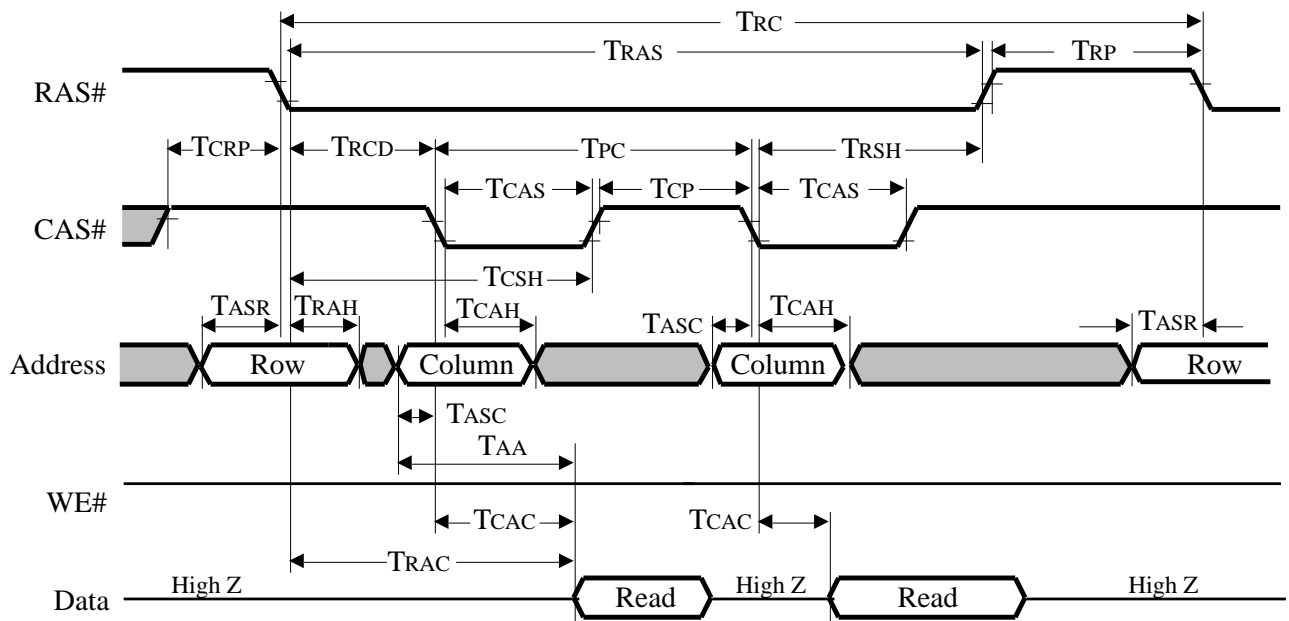 TRC
TRAS TRP
RAS#
TCRP TRCD TPC TRSH
TCAS TCP TCAS
CAS#
TCSH
TASR TRAH TCAH TASC TCAH TASR
Address Row Column Column Row
TASC
TAA
WE#
TCAC TCAC
TRAC
High Z High Z High Z
Data Read Read